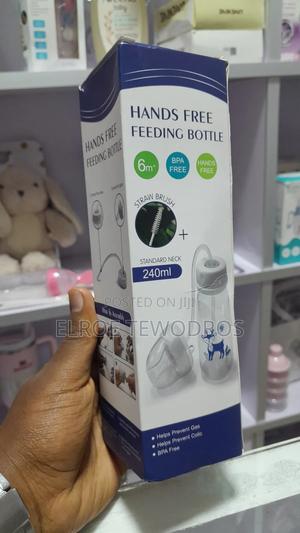 HANDS FREE
FEEDING BOTTLE
HANDS FREE
FEEDING BOTTLE
6m+
BPA
FREE
HANDS
FREE
STRAW BRUSH
+
STANDARD NECK
240ml
POSTED ON JIJI
ELROE TEWODROS
• Helps Prevent Gas
• Helps Prevent Colic
• BPA Free